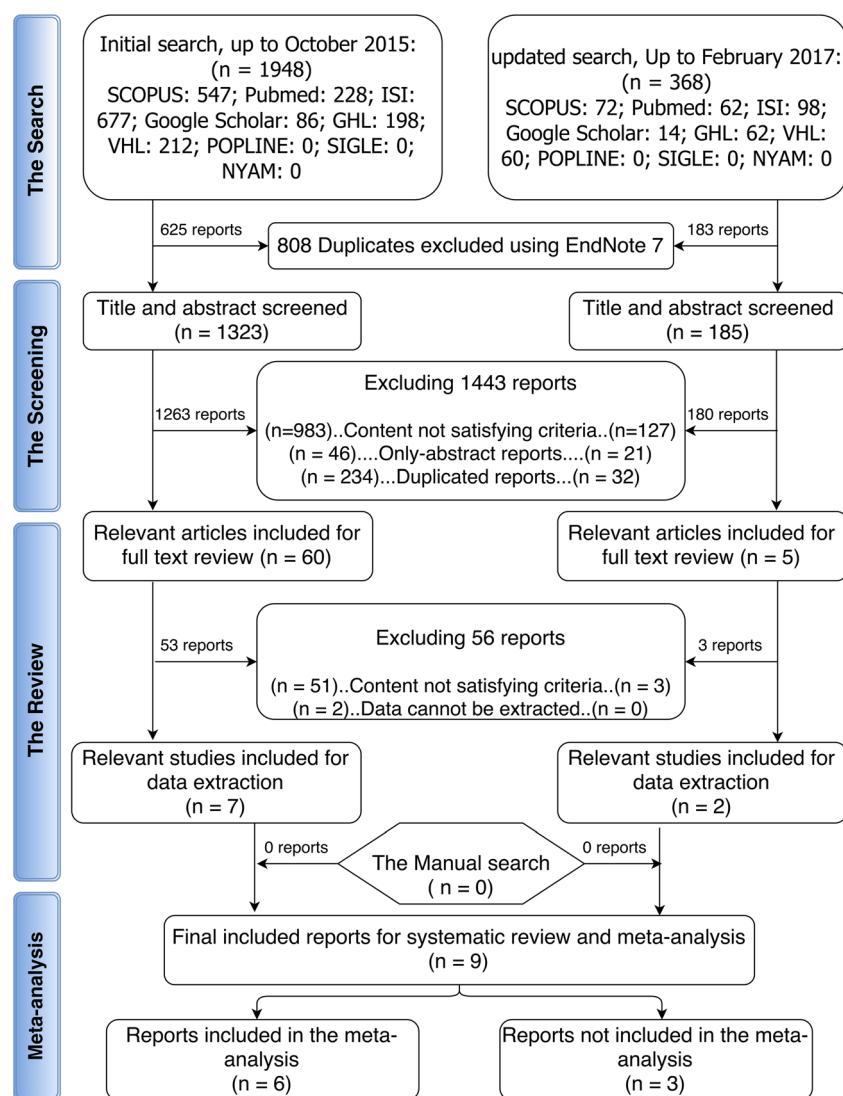 The Search
Initial search, up to October 2015:
(n = 1948)
SCOPUS: 547; Pubmed: 228; ISI:
677; Google Scholar: 86; GHL: 198;
VHL: 212; POPLINE: 0; SIGLE: 0;
NYAM: 0
updated search, Up to February 2017:
(n = 368)
SCOPUS: 72; Pubmed: 62; ISI: 98;
Google Scholar: 14; GHL: 62; VHL:
60; POPLINE: 0; SIGLE: 0; NYAM: 0
625 reports
808 Duplicates excluded using EndNote 7
183 reports
The Screening
Title and abstract screened
(n = 1323)
Title and abstract screened
(n = 185)
1263 reports
Excluding 1443 reports
(n=983)..Content not satisfying criteria..(n=127)
(n = 46)....Only-abstract reports....(n = 21)
(n = 234)...Duplicated reports...(n = 32)
180 reports
The Review
Relevant articles included for
full text review (n = 60)
Relevant articles included for
full text review (n = 5)
53 reports
Excluding 56 reports
(n = 51)..Content not satisfying criteria..(n = 3)
(n = 2)..Data cannot be extracted..(n = 0)
3 reports
Relevant studies included for
data extraction
(n = 7)
Relevant studies included for
data extraction
(n = 2)
0 reports
The Manual search
( n = 0)
0 reports
Meta-analysis
Final included reports for systematic review and meta-analysis
(n = 9)
Reports included in the meta-
analysis
(n = 6)
Reports not included in the meta-
analysis
(n = 3)